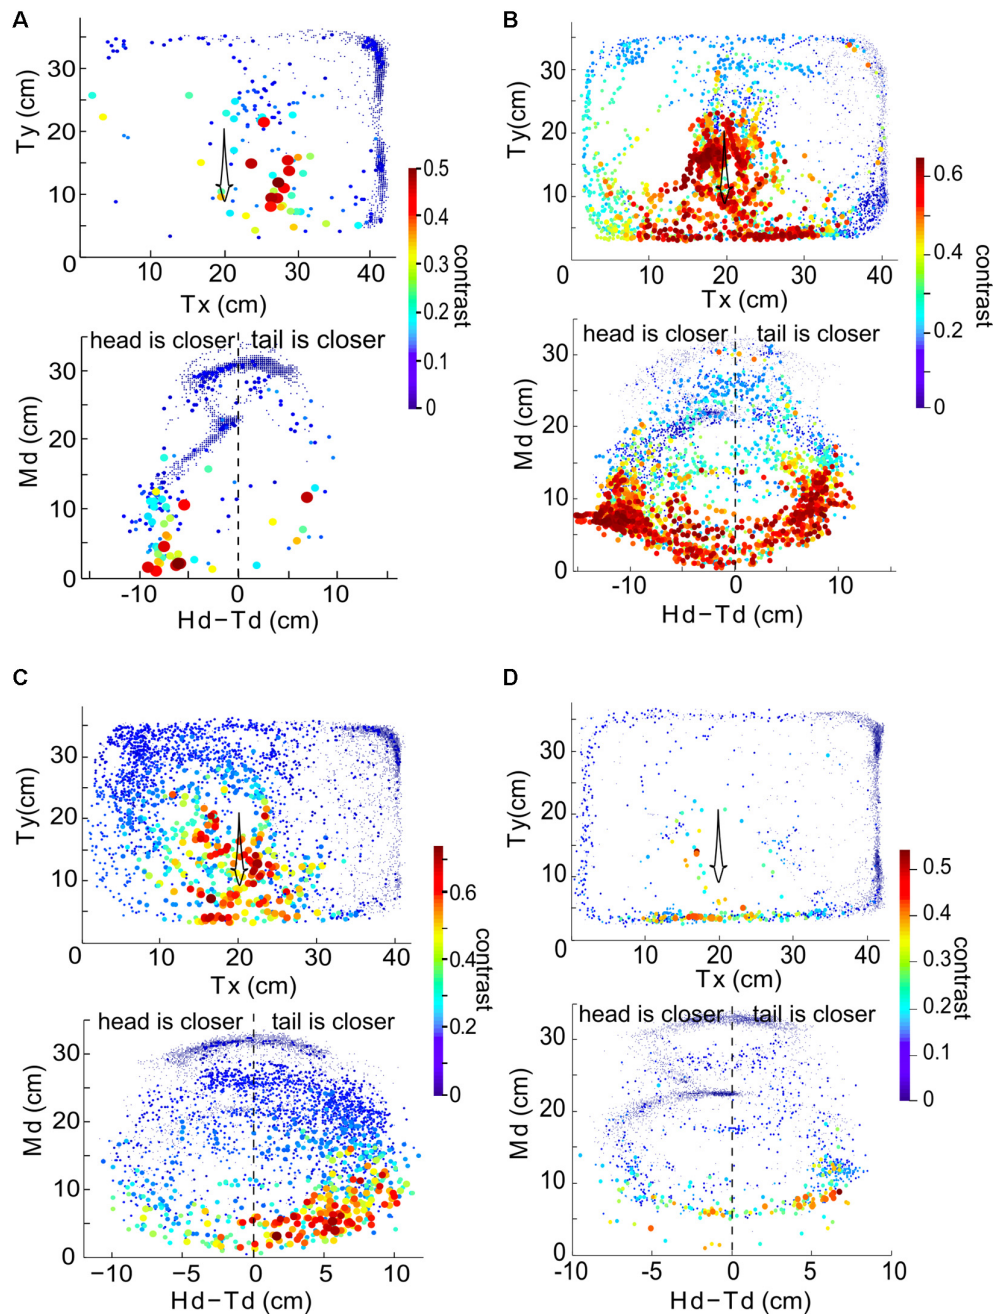 A
Ty (cm)
30
20
10
0
10
20
30
40
Tx (cm)
0.5
0.4
0.3
0.2
0.1
0
contrast
head is closer
tail is closer
Md (cm)
30
20
10
0
-10
0
10
Hd-Td (cm)
B
Ty(cm)
30
20
10
0
10
20
30
40
Tx (cm)
0.6
0.4
0.2
0
contrast
head is closer
tail is closer
Md (cm)
30
20
10
0
-10
0
10
Hd-Td (cm)
C
Ty(cm)
30
20
10
0
10
20
30
40
Tx (cm)
0.6
0.4
0.2
0
contrast
head is closer
tail is closer
Md (cm)
30
20
10
0
−10
−5
0
5
10
Hd−Td (cm)
D
Ty(cm)
30
20
10
0
10
20
30
40
Tx (cm)
0.5
0.4
0.3
0.2
0.1
0
contrast
head is closer
tail is closer
Md (cm)
30
20
10
0
-10
-5
0
5
10
Hd−Td (cm)